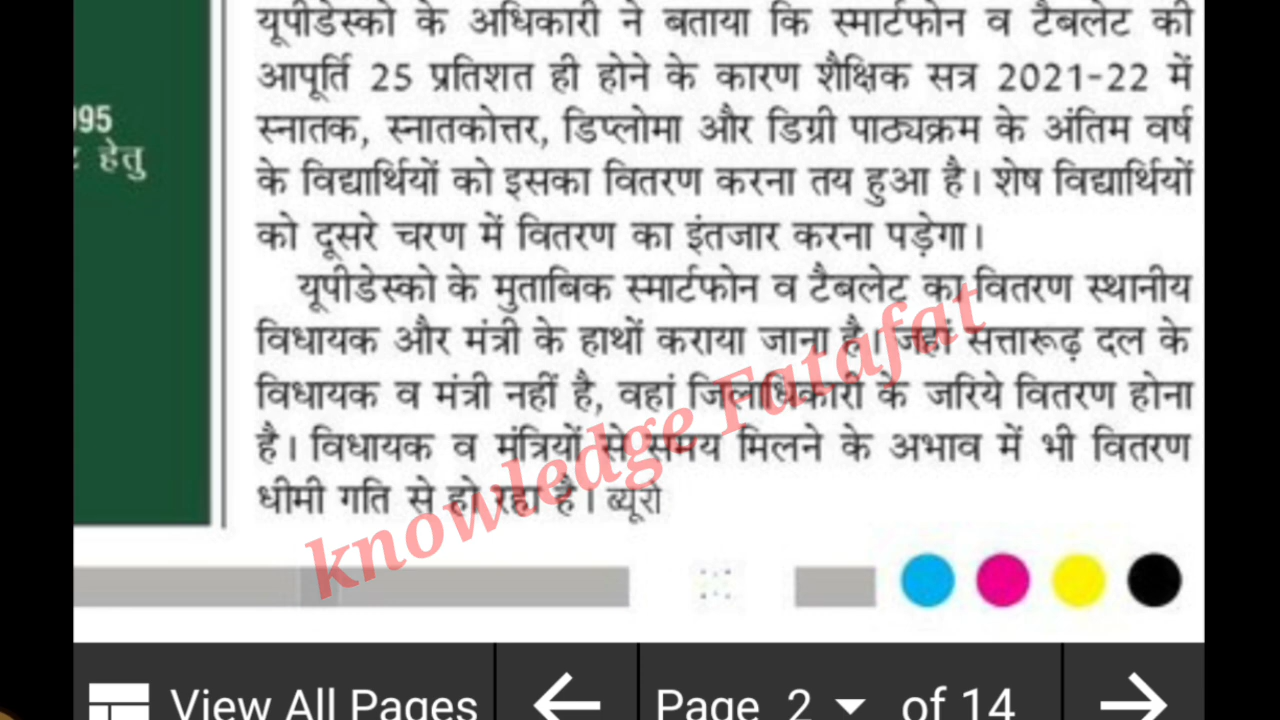 यूपीडेस्को के अधिकारी ने बताया कि स्मार्टफोन व टैबलेट की
आपूर्ति 25 प्रतिशत ही होने के कारण शैक्षिक सत्र 2021-22 में
स्नातक, स्नातकोत्तर, डिप्लोमा और डिग्री पाठ्यक्रम के अंतिम वर्ष
के विद्यार्थियों को इसका वितरण करना तय हुआ है। शेष विद्यार्थियों
को दूसरे चरण में वितरण का इंतजार करना पड़ेगा।
यूपीडेस्को के मुताबिक स्मार्टफोन व टैबलेट का वितरण स्थानीय
विधायक और मंत्री के हाथों कराया जाना है। जहां सत्तारूढ़ दल के
विधायक व मंत्री नहीं है, वहां जिलाधिकारी के जरिये वितरण होना
है। विधायक व मंत्रियों से समय मिलने के अभाव में भी वितरण
धीमी गति से हो रहा है। ब्यूरो
95
हेतु
knowledge Fatafat
View All Pages
Page 2 of 14